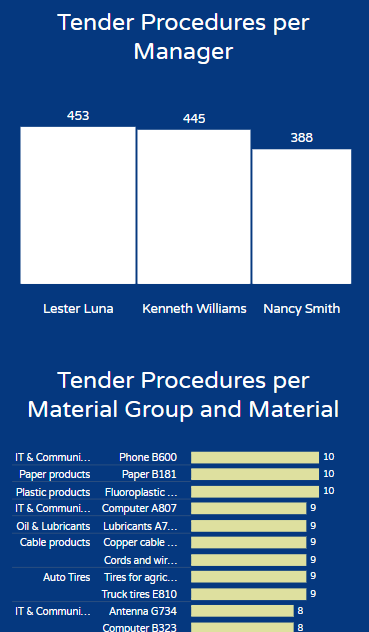 Tender Procedures per
Manager
453
445
388
Lester Luna Kenneth Williams Nancy Smith
Tender Procedures per
Material Group and Material
IT & Communi... Phone B600 10
Paper products Paper B181 10
Plastic products Fluoroplastic ... 10
IT & Communi... Computer A807 9
Oil & Lubricants Lubricants A7... 9
Cable products Copper cable ... 9
Cords and wir... 9
Auto Tires Tires for agric... 9
Truck tires E810 9
IT & Communi... Antenna G734 8
Computer B323 8